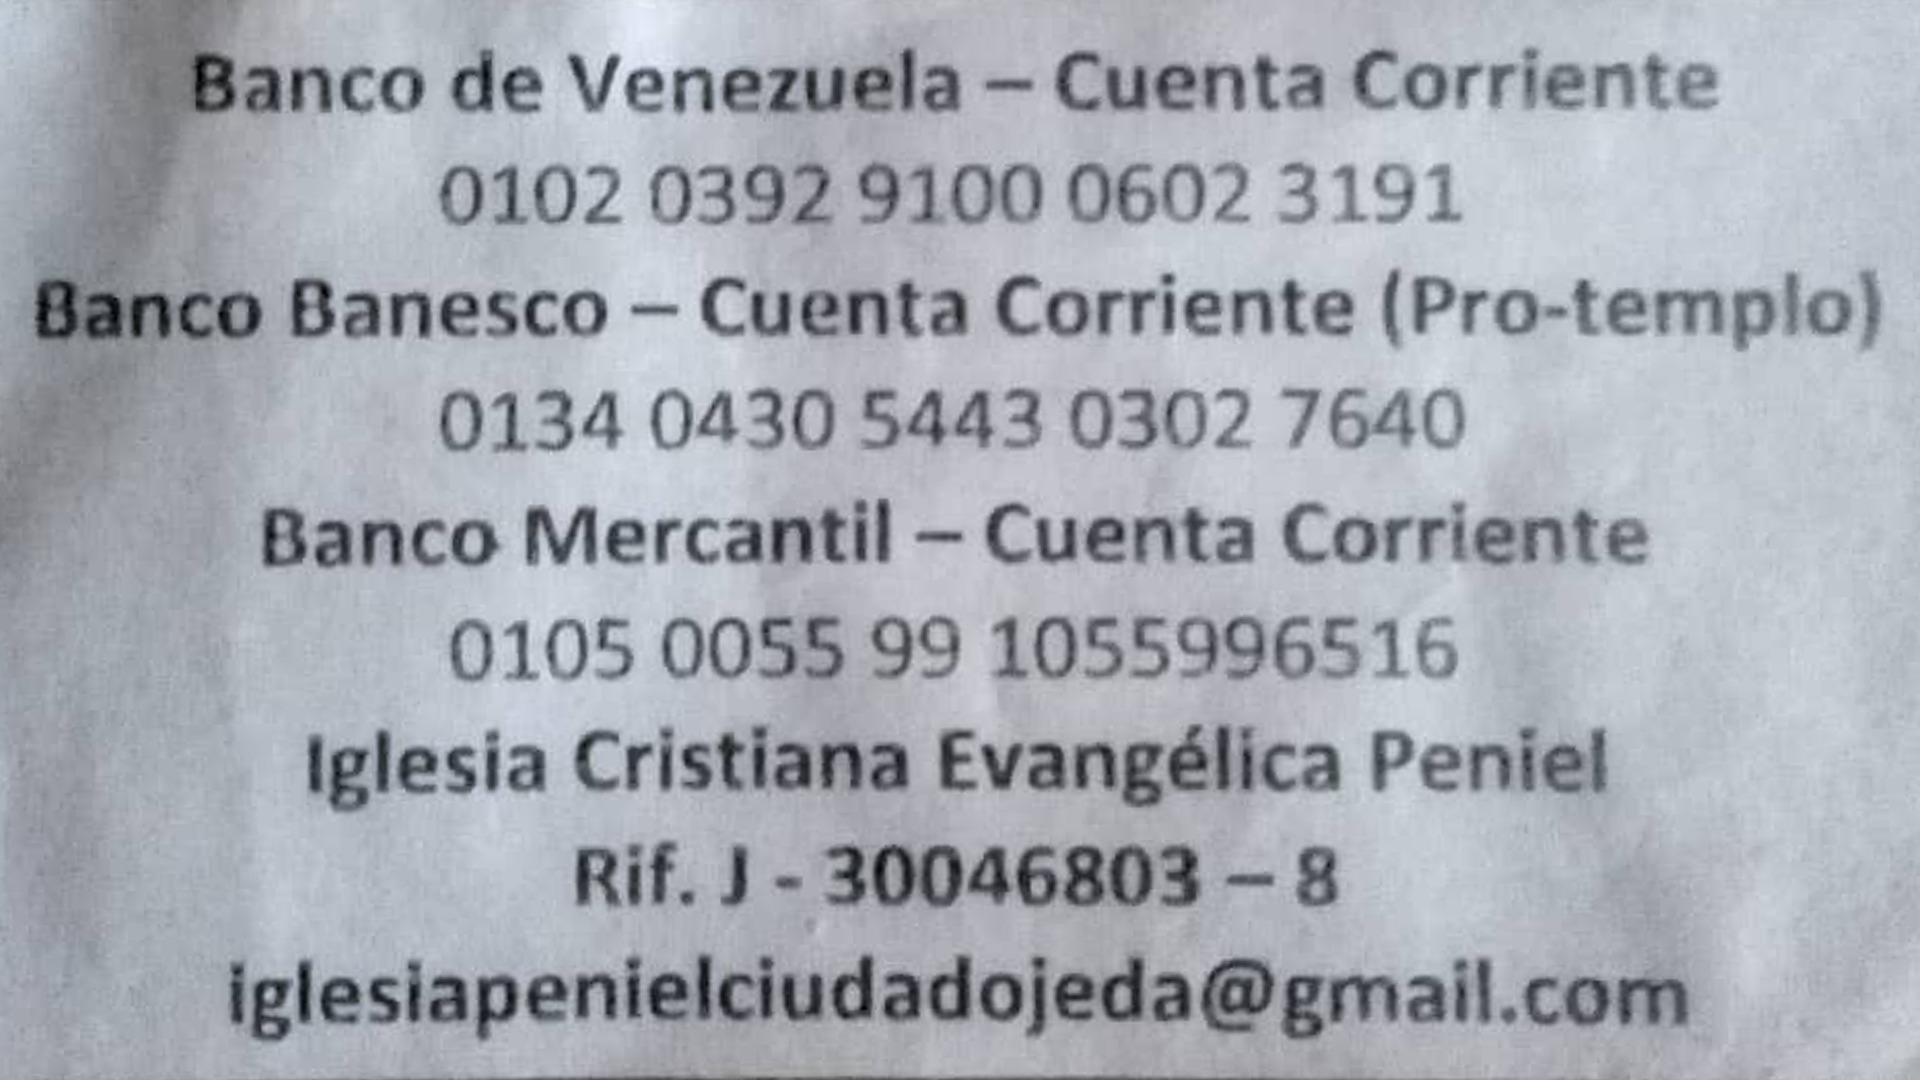 Banco de Venezuela – Cuenta Corriente
0102 0392 9100 0602 3191
Banco Banesco – Cuenta Corriente (Pro-templo)
0134 0430 5443 0302 7640
Banco Mercantil – Cuenta Corriente
0105 0055 99 1055996516
Iglesia Cristiana Evangélica Peniel
Rif. J - 30046803 – 8
iglesiapenielciudadojeda@gmail.com